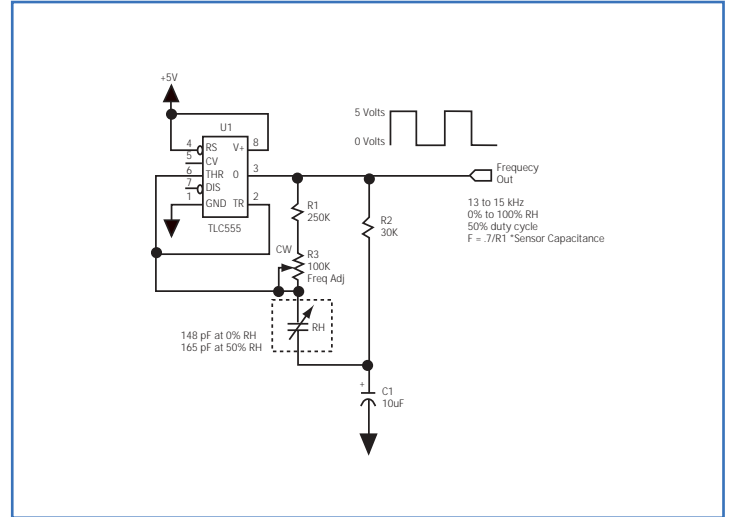 +5V
5 Volts
0 Volts
U1
4 RS V+ 8
5 CV
6 THR 0 3
7 DIS
1 GND TR 2
TLC555
Frequecy
Out
13 to 15 kHz
0% to 100% RH
50% duty cycle
F = .7/R1 *Sensor Capacitance
R1
250K
R2
30K
CW
R3
100K
Freq Adj
RH
148 pF at 0% RH
165 pF at 50% RH
+
C1
10uF